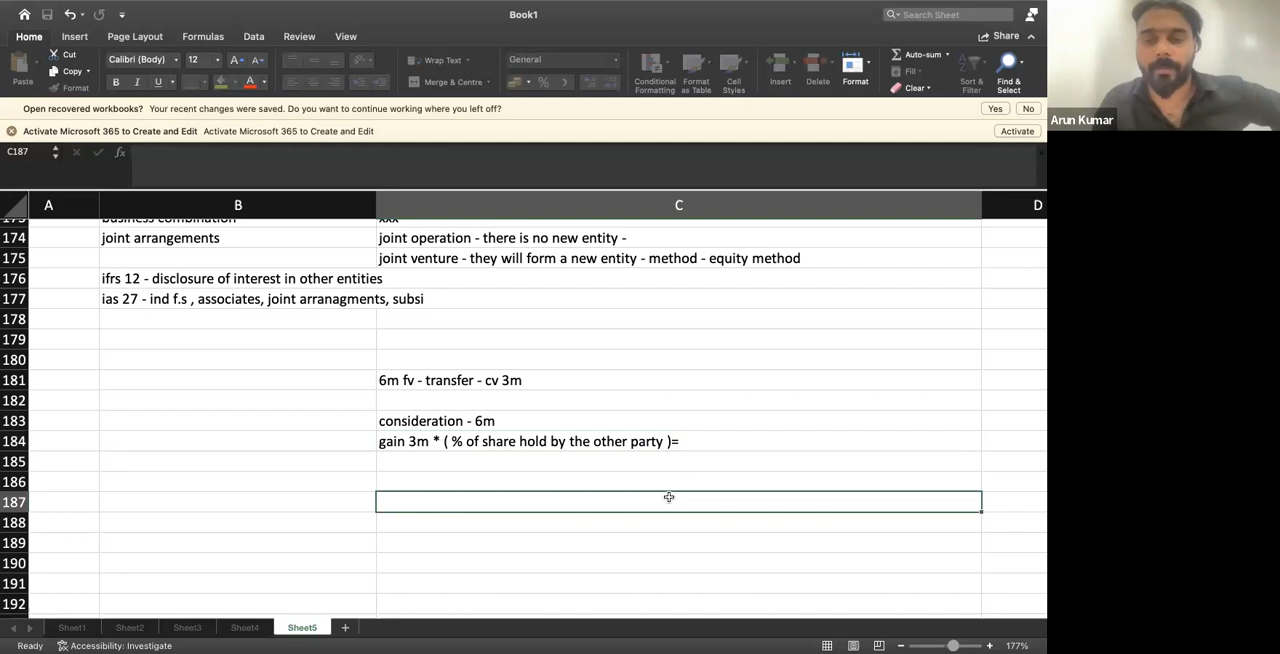 Book1
Search Sheet
Home Insert Page Layout Formulas Data Review View
Share
Paste
Cut
Copy
Format
Calibri (Body) 12 A A
B I U A
Wrap Text
Merge & Centre
General
%
Conditional Formatting
Format as Table
Cell Styles
Insert
Delete
Format
Auto-sum
Fill
Clear
Sort & Filter
Find & Select
Open recovered workbooks? Your recent changes were saved. Do you want to continue working where you left off? Yes No
Activate Microsoft 365 to Create and Edit Activate Microsoft 365 to Create and Edit Activate
Arun Kumar
C187 fx
A B C D
173 business combination xxx
174 joint arrangements joint operation - there is no new entity -
175 joint venture - they will form a new entity - method - equity method
176 ifrs 12 - disclosure of interest in other entities
177 ias 27 - ind f.s , associates, joint arranagments, subsi
178
179
180
181 6m fv - transfer - cv 3m
182
183 consideration - 6m
184 gain 3m * ( % of share hold by the other party )=
185
186
187
188
189
190
191
192
Sheet1 Sheet2 Sheet3 Sheet4 Sheet5 +
Ready Accessibility: Investigate 177%